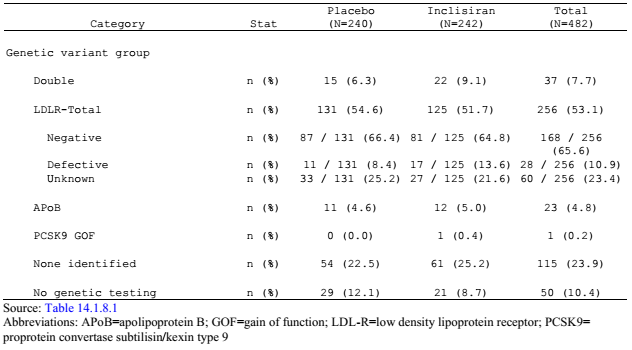 Placebo Inclisiran Total
Category Stat (N=240) (N=242) (N=482)
Genetic variant group
Double n (%) 15 (6.3) 22 (9.1) 37 (7.7)
LDLR-Total n (%) 131 (54.6) 125 (51.7) 256 (53.1)
Negative n (%) 87 / 131 (66.4) 81 / 125 (64.8) 168 / 256
(65.6)
Defective n (%) 11 / 131 (8.4) 17 / 125 (13.6) 28 / 256 (10.9)
Unknown n (%) 33 / 131 (25.2) 27 / 125 (21.6) 60 / 256 (23.4)
APoB n (%) 11 (4.6) 12 (5.0) 23 (4.8)
PCSK9 GOF n (%) 0 (0.0) 1 (0.4) 1 (0.2)
None identified n (%) 54 (22.5) 61 (25.2) 115 (23.9)
No genetic testing n (%) 29 (12.1) 21 (8.7) 50 (10.4)
Source: Table 14.1.8.1
Abbreviations: APoB=apolipoprotein B; GOF=gain of function; LDL-R=low density lipoprotein receptor; PCSK9=
proprotein convertase subtilisin/kexin type 9